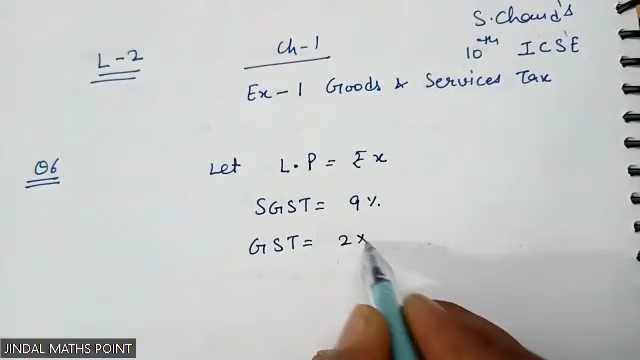 S.Chand's
L-2 Ch-1 10th ICSE
Ex-1 Goods & Services Tax
Q6 Let L.P = ₹x
SGST = 9%
GST = 2x
JINDAL MATHS POINT